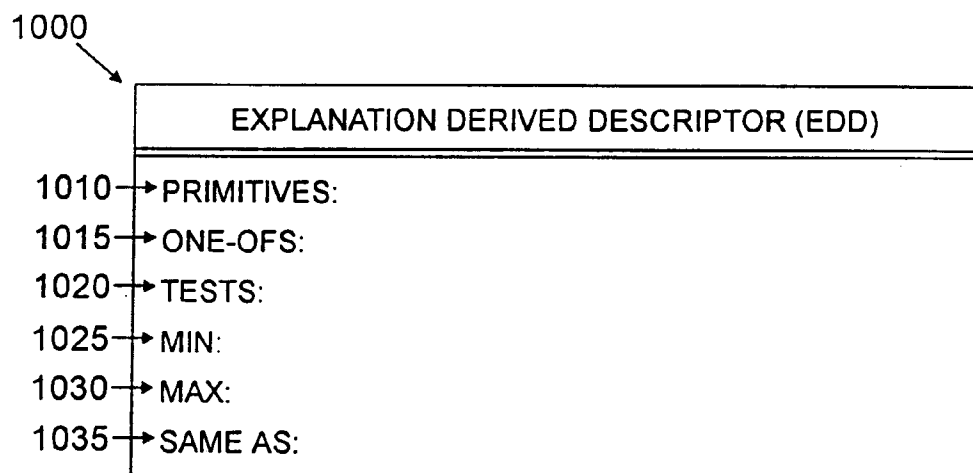 1000
EXPLANATION DERIVED DESCRIPTOR (EDD)
1010 PRIMITIVES:
1015 ONE-OFS:
1020 TESTS:
1025 MIN:
1030 MAX:
1035 SAME AS: